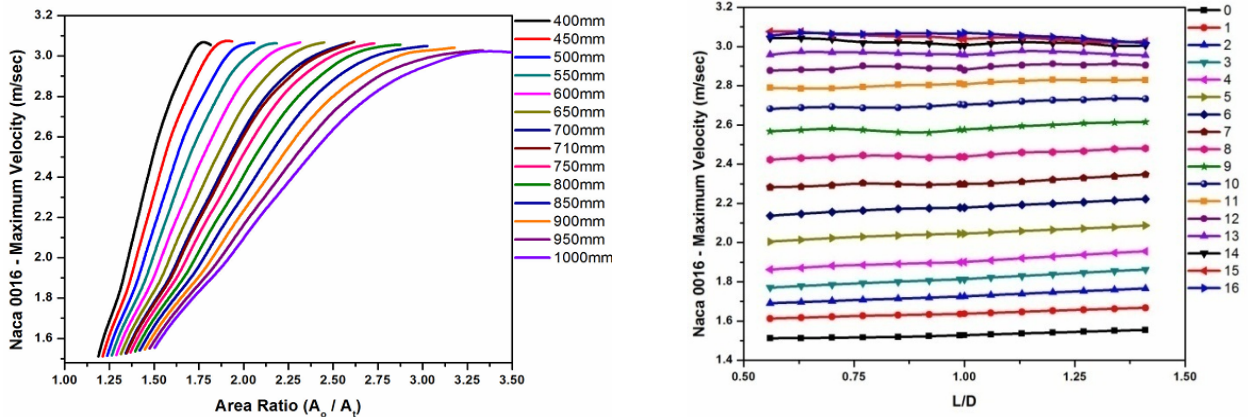 Naca 0016 - Maximum Velocity (m/sec)
3.2
3.0
2.8
2.6
2.4
2.2
2.0
1.8
1.6
1.00 1.25 1.50 1.75 2.00 2.25 2.50 2.75 3.00 3.25 3.50
Area Ratio (Ao / At)
400mm
450mm
500mm
550mm
600mm
650mm
700mm
710mm
750mm
800mm
850mm
900mm
950mm
1000mm
Naca 0016 - Maximum Velocity (m/sec)
3.2
3.0
2.8
2.6
2.4
2.2
2.0
1.8
1.6
1.4
0.50 0.75 1.00 1.25 1.50
L/D
0
1
2
3
4
5
6
7
8
9
10
11
12
13
14
15
16